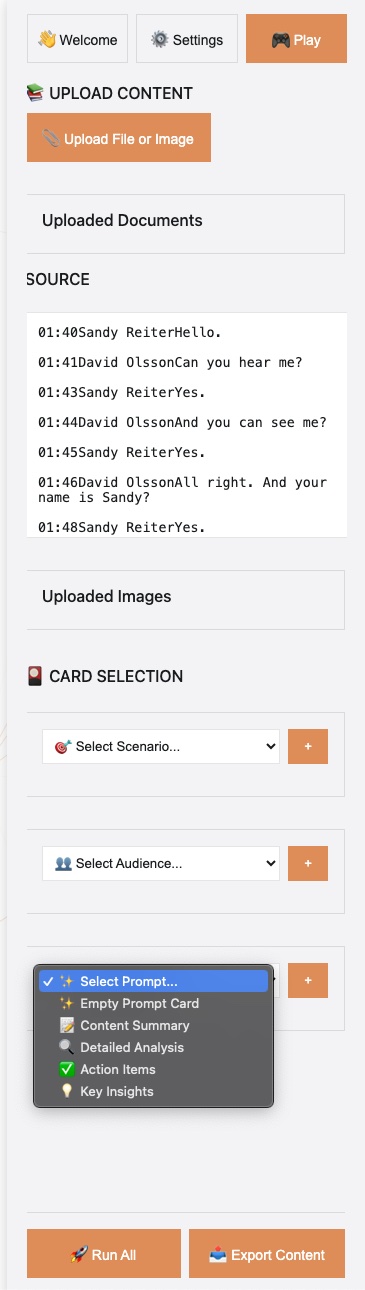 👋 Welcome
⚙️ Settings
🎮 Play
📚 UPLOAD CONTENT
📎 Upload File or Image
Uploaded Documents
SOURCE
01:40Sandy ReiterHello.
01:41David OlssonCan you hear me?
01:43Sandy ReiterYes.
01:44David OlssonAnd you can see me?
01:45Sandy ReiterYes.
01:46David OlssonAll right. And your
name is Sandy?
01:48Sandy ReiterYes.
Uploaded Images
🎴 CARD SELECTION
🎯 Select Scenario...
+
👥 Select Audience...
+
✓ ✨ Select Prompt...
+
✨ Empty Prompt Card
📝 Content Summary
🔍 Detailed Analysis
✅ Action Items
💡 Key Insights
🚀 Run All
📤 Export Content